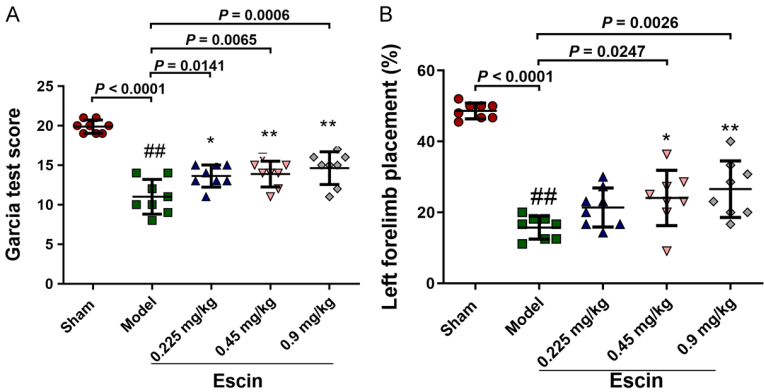 A
P = 0.0006
P = 0.0065
P = 0.0141
P < 0.0001
Garcia test score
25
20
15
10
5
0
##
*
**
**
Sham
Model
0.225 mg/kg
0.45 mg/kg
0.9 mg/kg
Escin
B
P = 0.0026
P = 0.0247
P < 0.0001
Left forelimb placement (%)
60
40
20
0
##
*
**
Sham
Model
0.225 mg/kg
0.45 mg/kg
0.9 mg/kg
Escin